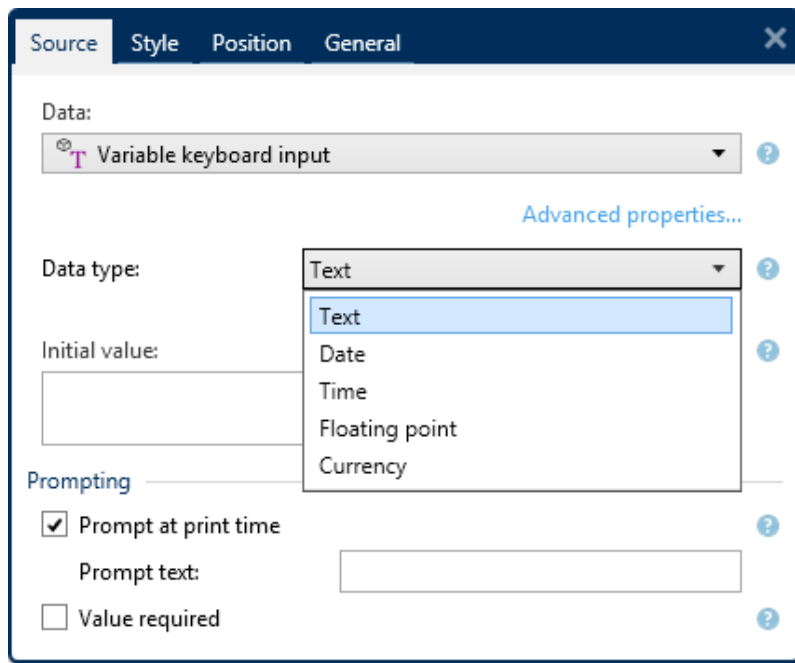 Source Style Position General
Data:
Variable keyboard input
Advanced properties...
Data type: Text
Text
Date
Initial value:
Time
Floating point
Currency
Prompting
Prompt at print time
Prompt text:
Value required